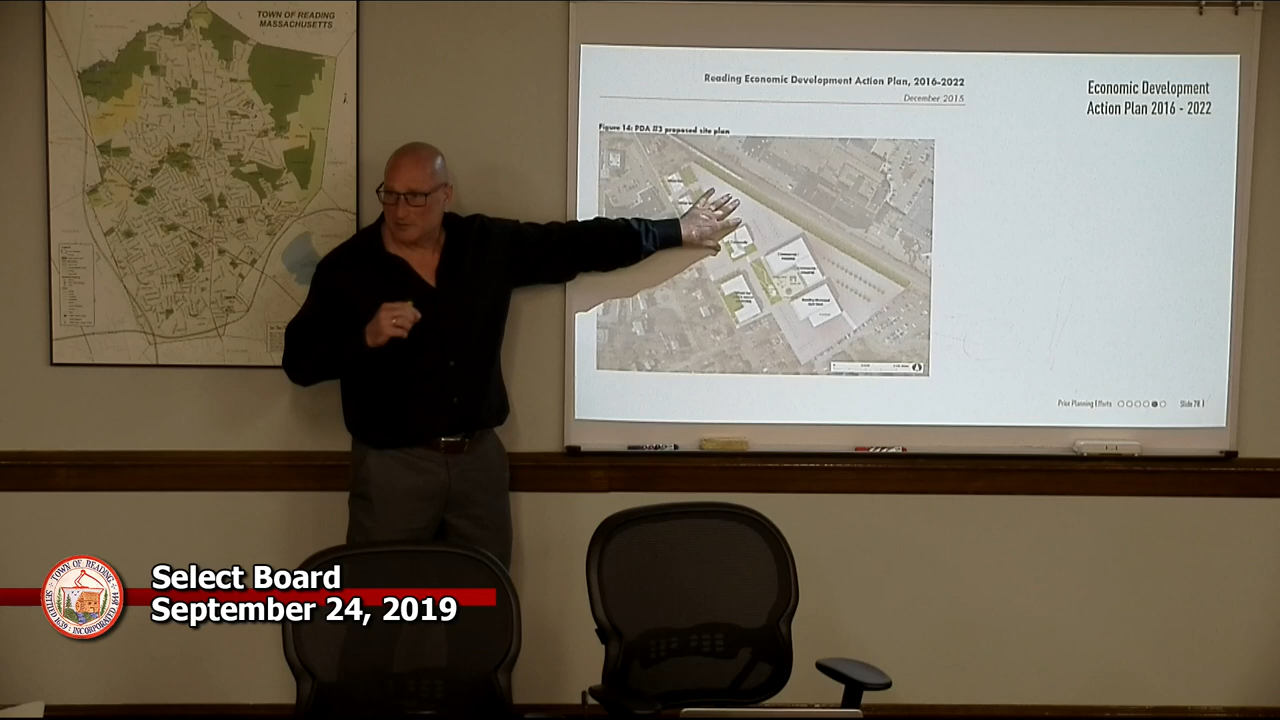 TOWN OF READING
MASSACHUSETTS
Reading Economic Development Action Plan, 2016-2022
December 2015
Economic Development
Action Plan 2016 - 2022
Figure 14: PDA #3 proposed site plan
Prior Planning Efforts
Slide 78
Select Board
September 24, 2019
TOWN OF READING
SETTLED 1639
INCORPORATED 1644